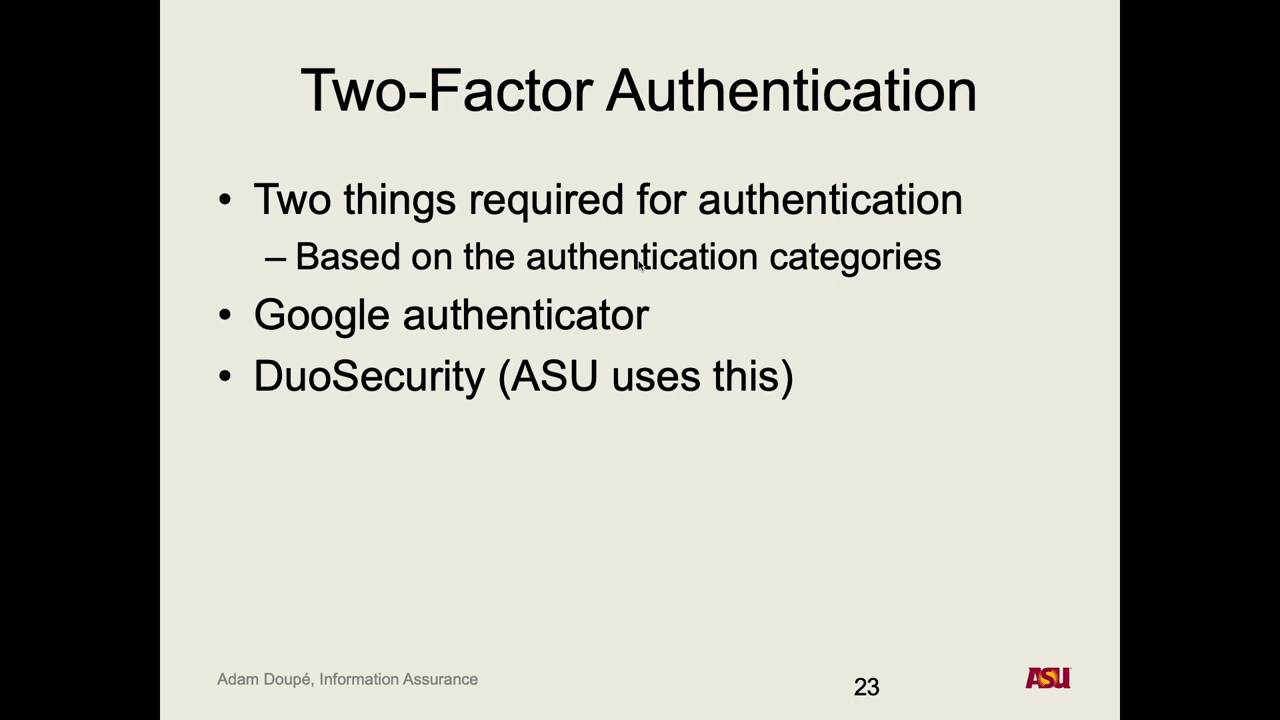 Two-Factor Authentication
• Two things required for authentication
– Based on the authentication categories
• Google authenticator
• DuoSecurity (ASU uses this)
Adam Doupé, Information Assurance
23
ASU